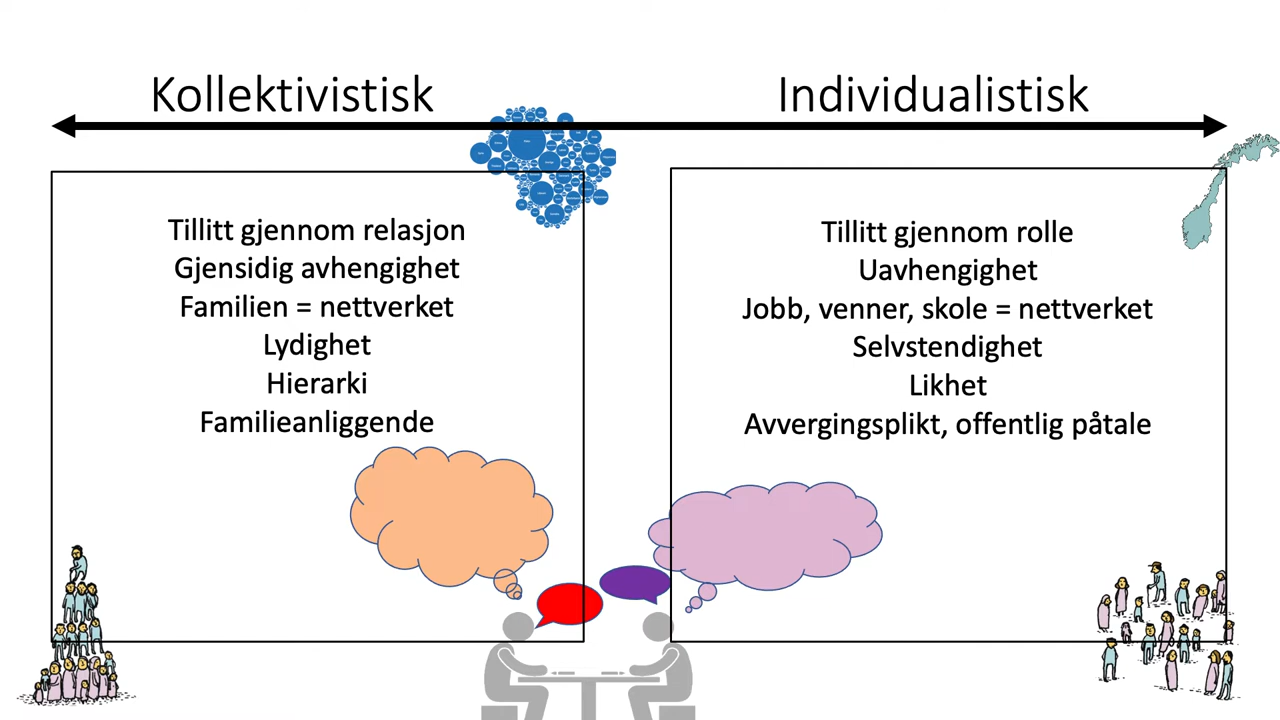 Kollektivistisk
Individualistisk
Tillitt gjennom relasjon
Gjensidig avhengighet
Familien = nettverket
Lydighet
Hierarki
Familieanliggende
Tillitt gjennom rolle
Uavhengighet
Jobb, venner, skole = nettverket
Selvstendighet
Likhet
Avvergingsplikt, offentlig påtale